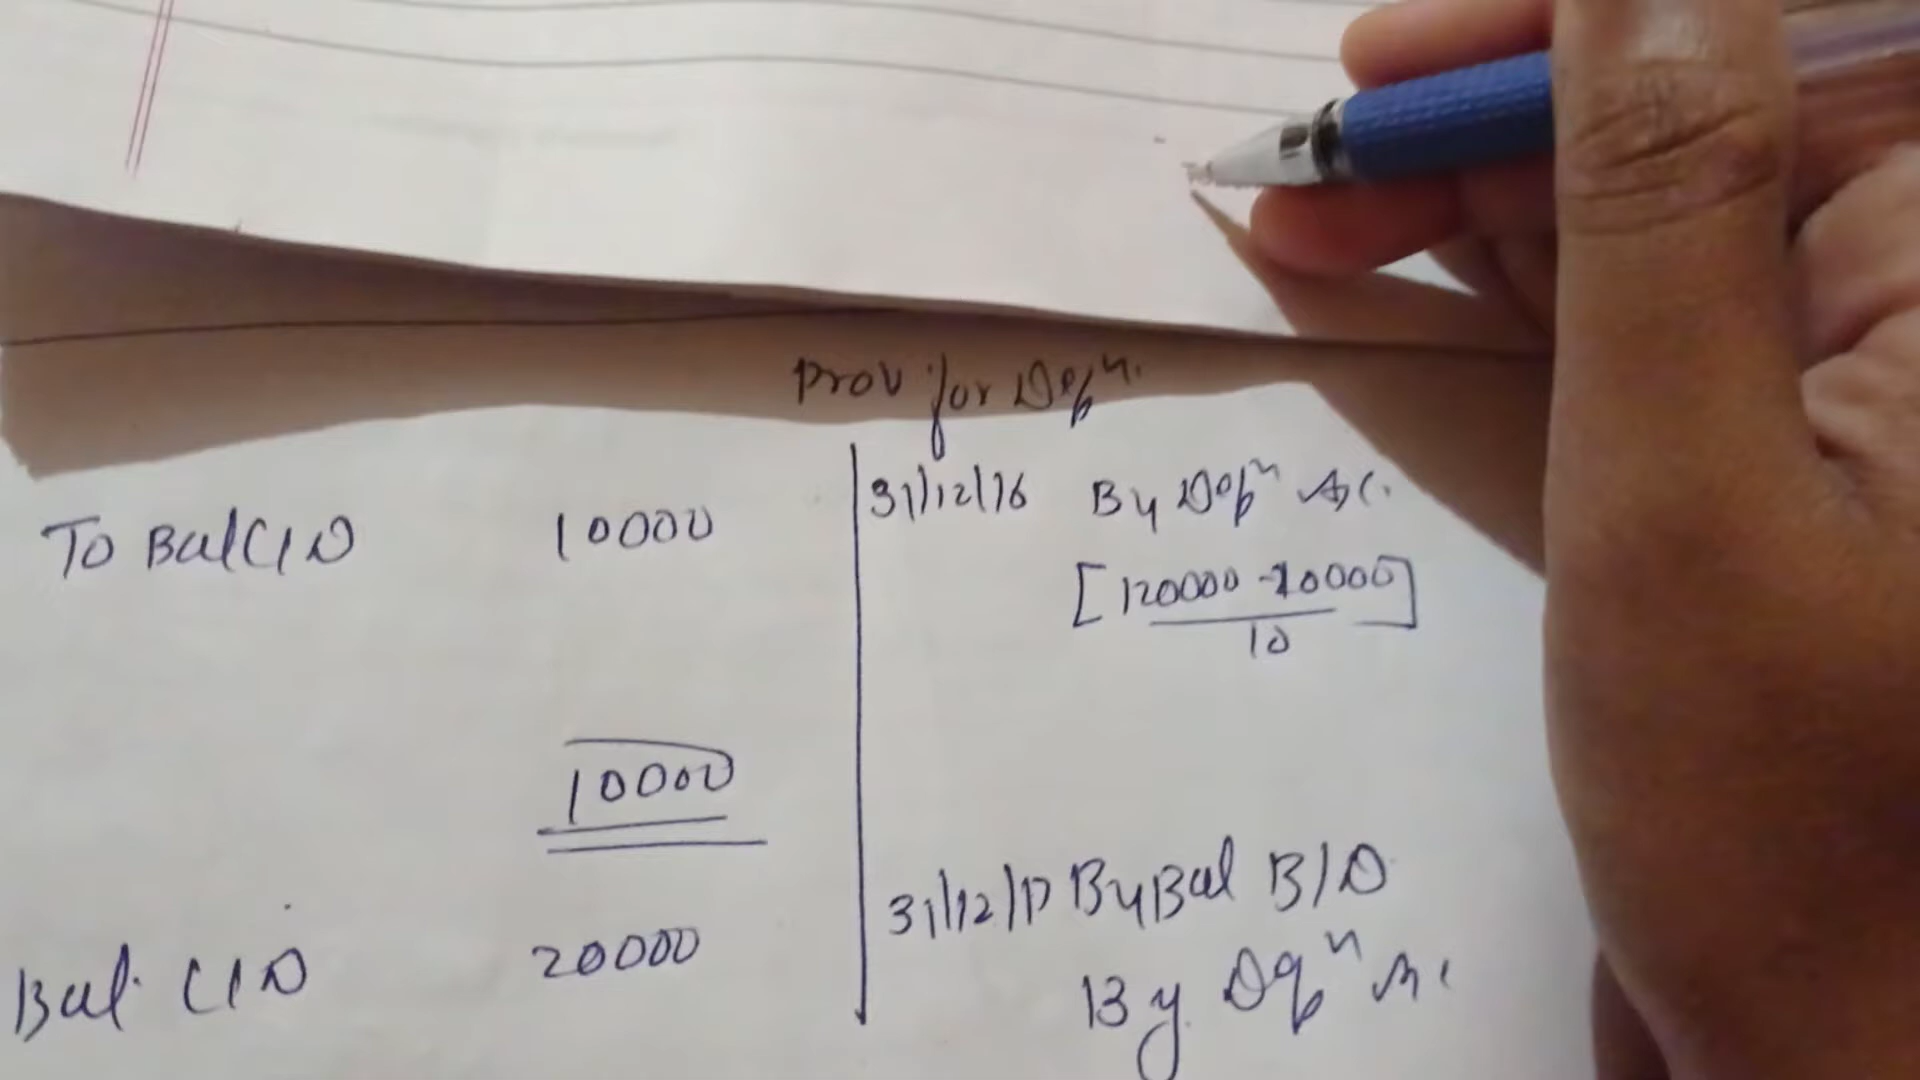 Prov for Depⁿ.
To Bal C/D 10000
31/12/16 By Depⁿ A/c.
[120000 - 20000]
10
10000
31/12/17 By Bal B/D
Bal. C/D 20000
By Depⁿ A/c